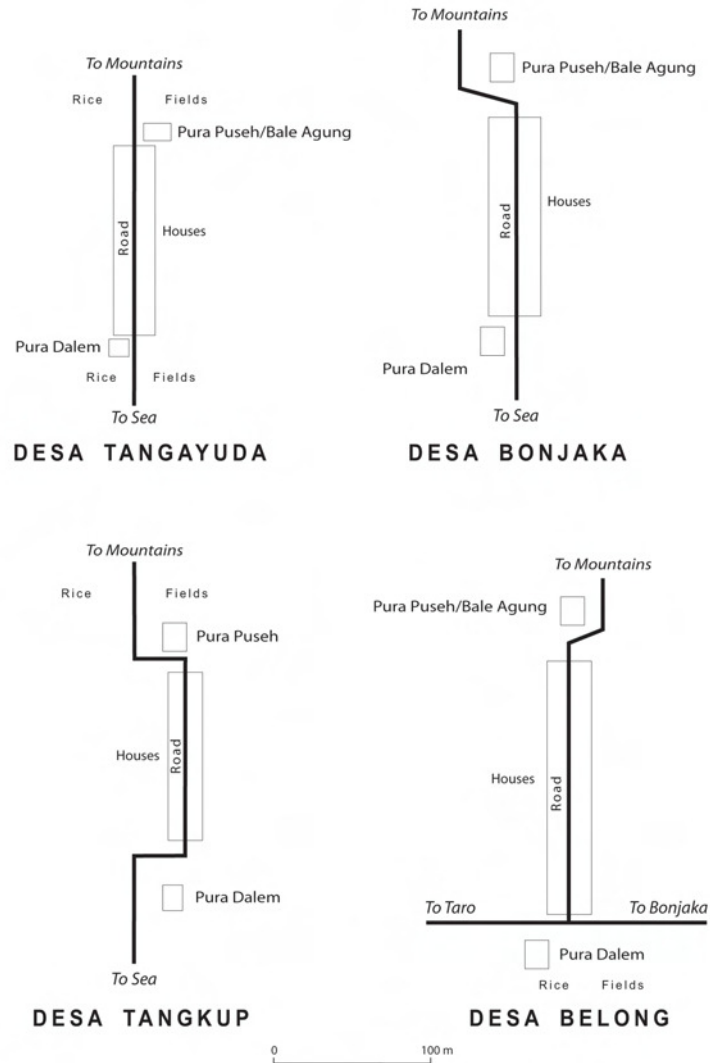 To Mountains
Rice Fields
Pura Puseh/Bale Agung
Road
Houses
Pura Dalem
Rice Fields
To Sea
DESA TANGAYUDA
To Mountains
Pura Puseh/Bale Agung
Road
Houses
Pura Dalem
To Sea
DESA BONJAKA
To Mountains
Rice Fields
Pura Puseh
Houses
Road
Pura Dalem
To Sea
DESA TANGKUP
To Mountains
Pura Puseh/Bale Agung
Houses
Road
To Taro
To Bonjaka
Pura Dalem
Rice Fields
DESA BELONG
0 100 m